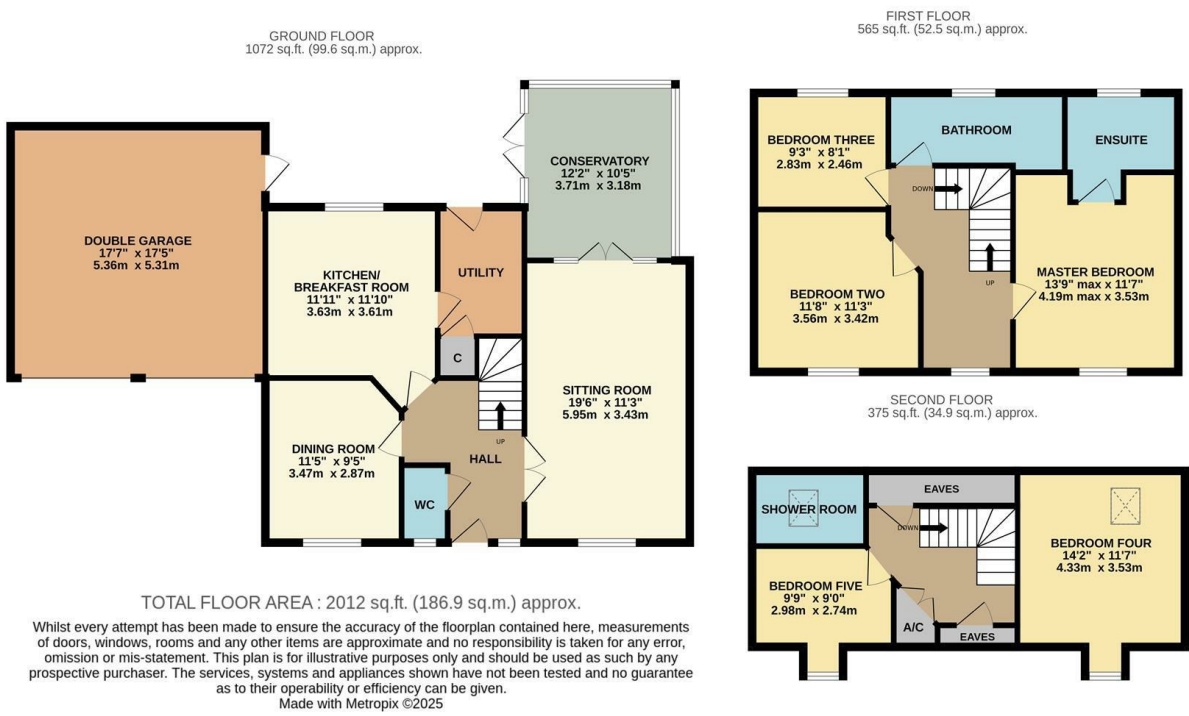 GROUND FLOOR
1072 sq.ft. (99.6 sq.m.) approx.
DOUBLE GARAGE
17'7" x 17'5"
5.36m x 5.31m
KITCHEN/
BREAKFAST ROOM
11'11" x 11'10"
3.63m x 3.61m
UTILITY
C
CONSERVATORY
12'2" x 10'5"
3.71m x 3.18m
SITTING ROOM
19'6" x 11'3"
5.95m x 3.43m
DINING ROOM
11'5" x 9'5"
3.47m x 2.87m
UP
HALL
WC
FIRST FLOOR
565 sq.ft. (52.5 sq.m.) approx.
BEDROOM THREE
9'3" x 8'1"
2.83m x 2.46m
BATHROOM
ENSUITE
DOWN
BEDROOM TWO
11'8" x 11'3"
3.56m x 3.42m
UP
MASTER BEDROOM
13'9" max x 11'7"
4.19m max x 3.53m
SECOND FLOOR
375 sq.ft. (34.9 sq.m.) approx.
EAVES
SHOWER ROOM
DOWN
BEDROOM FOUR
14'2" x 11'7"
4.33m x 3.53m
BEDROOM FIVE
9'9" x 9'0"
2.98m x 2.74m
A/C
EAVES
TOTAL FLOOR AREA : 2012 sq.ft. (186.9 sq.m.) approx.
Whilst every attempt has been made to ensure the accuracy of the floorplan contained here, measurements
of doors, windows, rooms and any other items are approximate and no responsibility is taken for any error,
omission or mis-statement. This plan is for illustrative purposes only and should be used as such by any
prospective purchaser. The services, systems and appliances shown have not been tested and no guarantee
as to their operability or efficiency can be given.
Made with Metropix ©2025